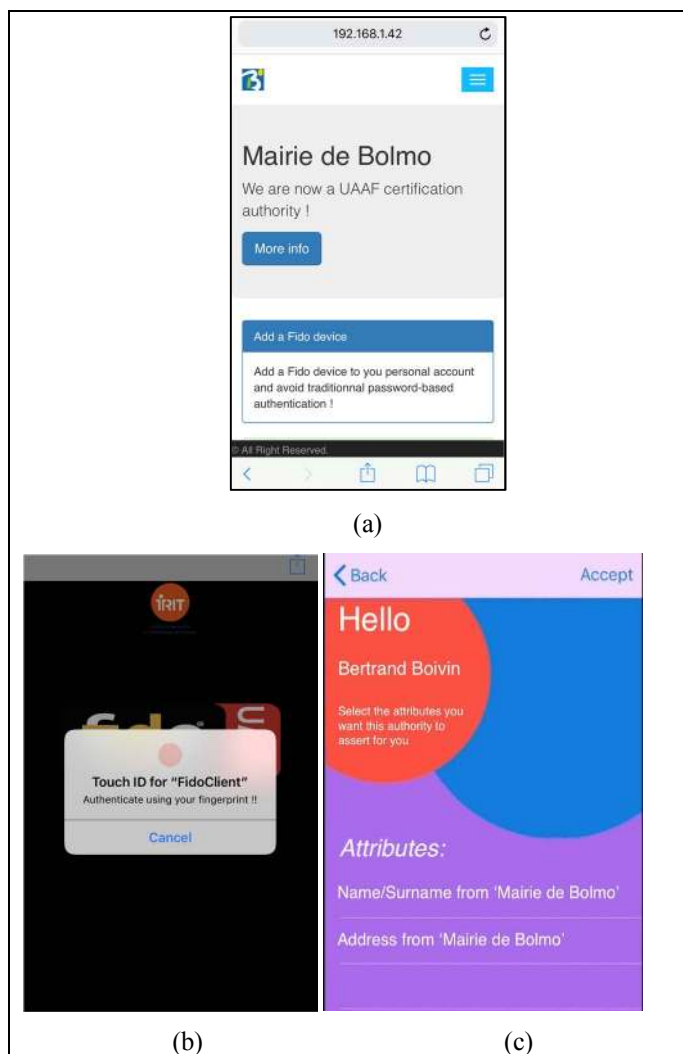 192.168.1.42
Mairie de Bolmo
We are now a UAAF certification
authority !
More info
Add a Fido device
Add a Fido device to you personal account
and avoid traditionnal password-based
authentication !
© All Right Reserved.
(a)
iRIT
Touch ID for "FidoClient"
Authenticate using your fingerprint !!
Cancel
(b)
Back
Accept
Hello
Bertrand Boivin
Select the attributes you
want this authority to
assert for you
Attributes:
Name/Surname from 'Mairie de Bolmo'
Address from 'Mairie de Bolmo'
(c)